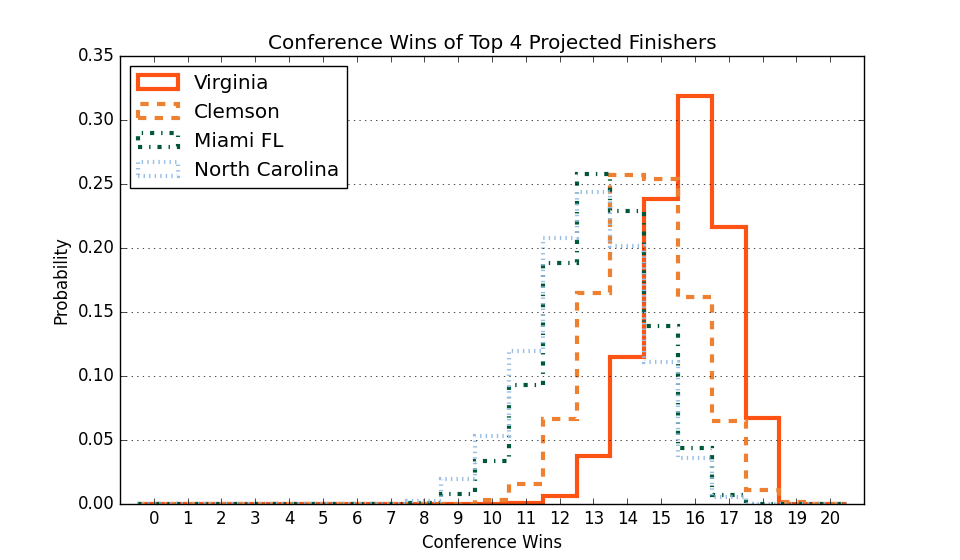 Conference Wins of Top 4 Projected Finishers
0.35
0.30
0.25
0.20
0.15
0.10
0.05
0.00
Probability
Virginia
Clemson
Miami FL
North Carolina
0 1 2 3 4 5 6 7 8 9 10 11 12 13 14 15 16 17 18 19 20
Conference Wins